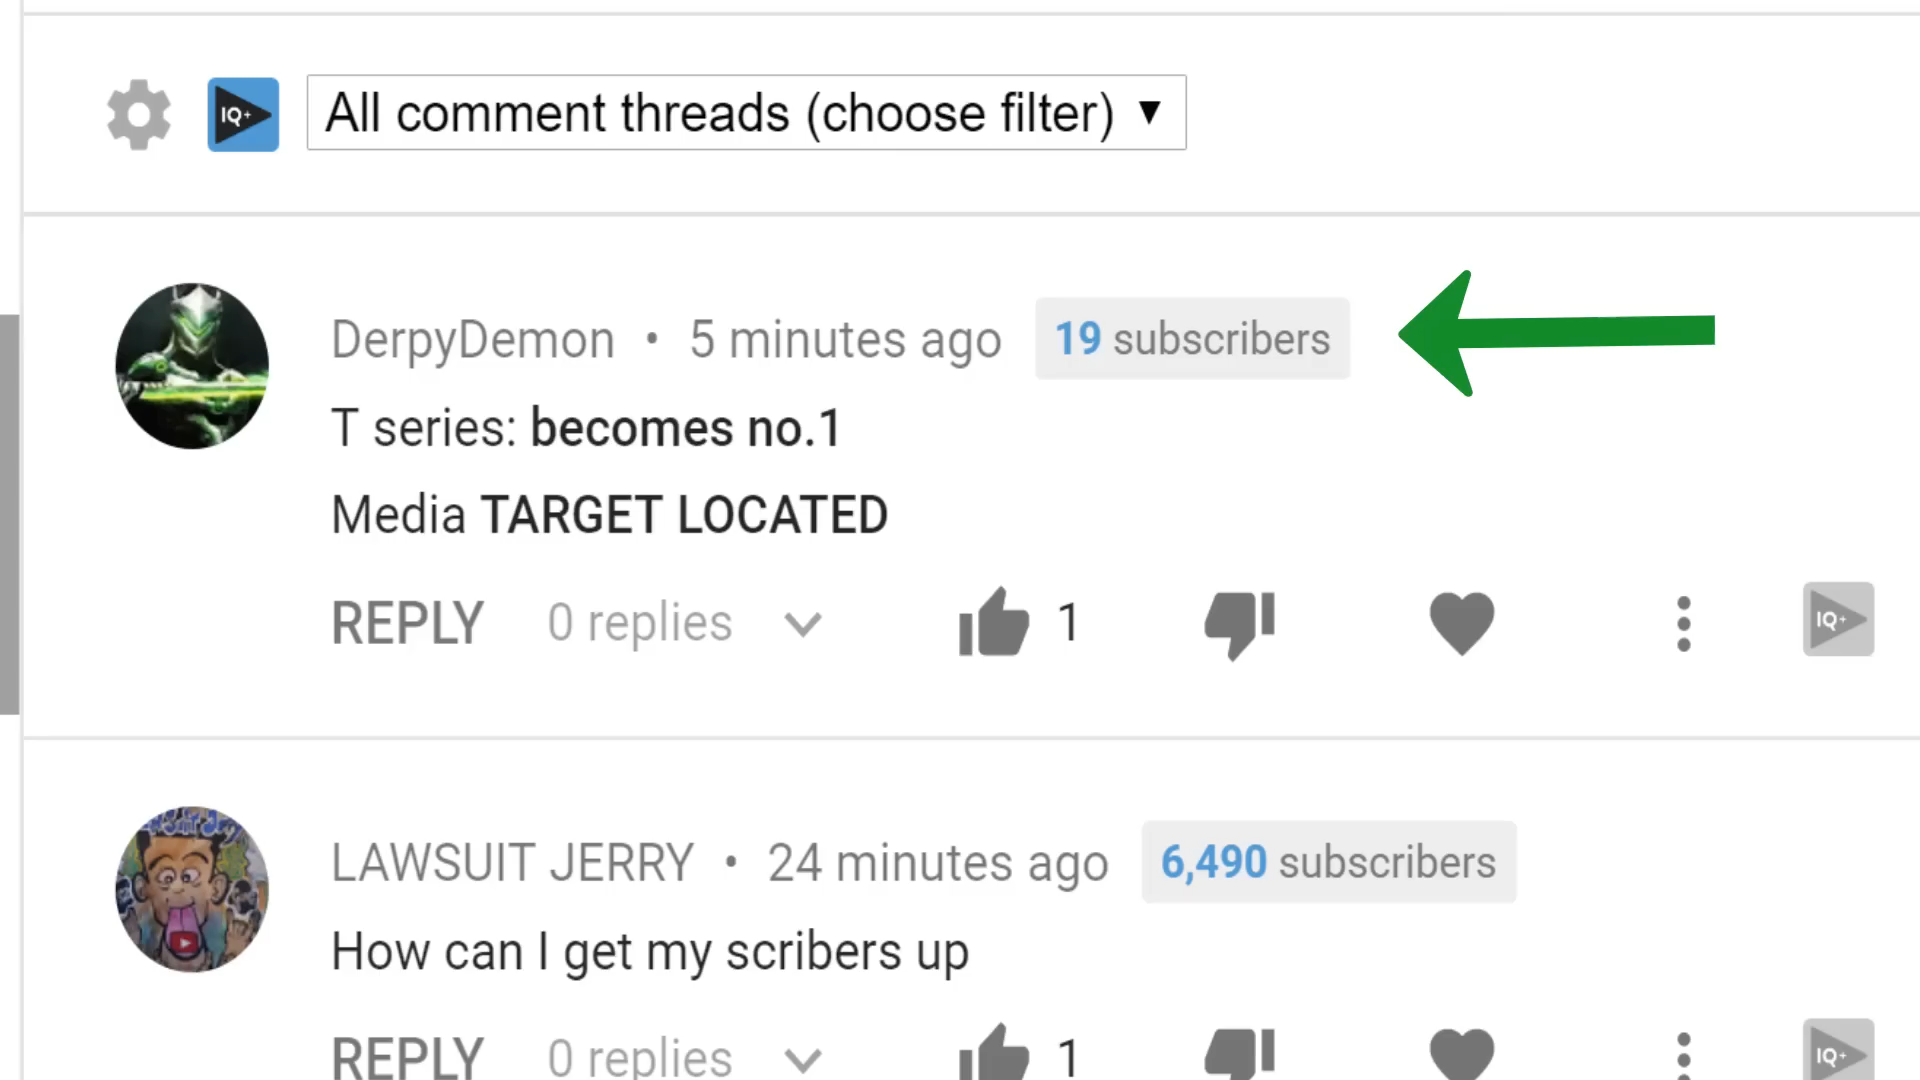 IQ+ All comment threads (choose filter) ▼
DerpyDemon • 5 minutes ago 19 subscribers
T series: becomes no.1
Media TARGET LOCATED
REPLY 0 replies 1 IQ+
LAWSUIT JERRY • 24 minutes ago 6,490 subscribers
How can I get my scribers up
REPLY 0 replies 1 IQ+